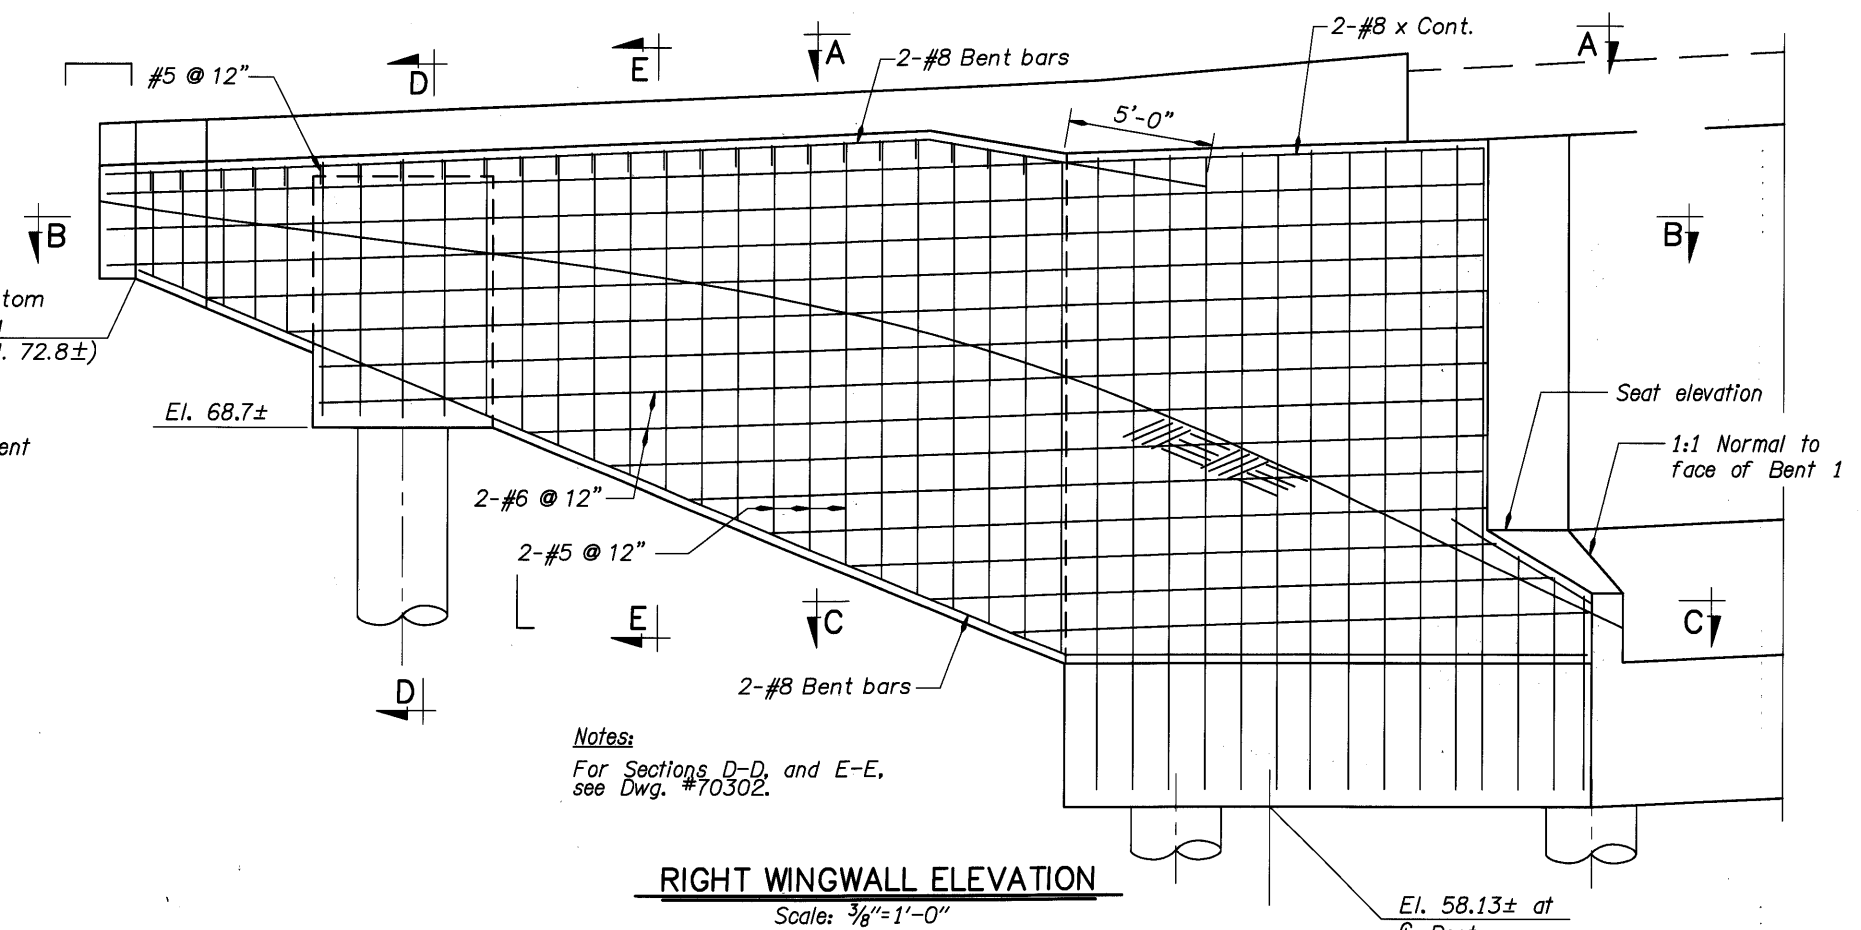 2-#8 x Cont.
A
A
#5 @ 12"
D
E
2-#8 Bent bars
5'-0"
B
B
tom
72.8±)
Seat elevation
El. 68.7±
1:1 Normal to
face of Bent 1
ent
2-#6 @ 12"
2-#5 @ 12"
E
C
C
D
2-#8 Bent bars
Notes:
For Sections D-D, and E-E,
see Dwg. #70302.
RIGHT WINGWALL ELEVATION
Scale: 3/8"=1'-0"
El. 58.13± at